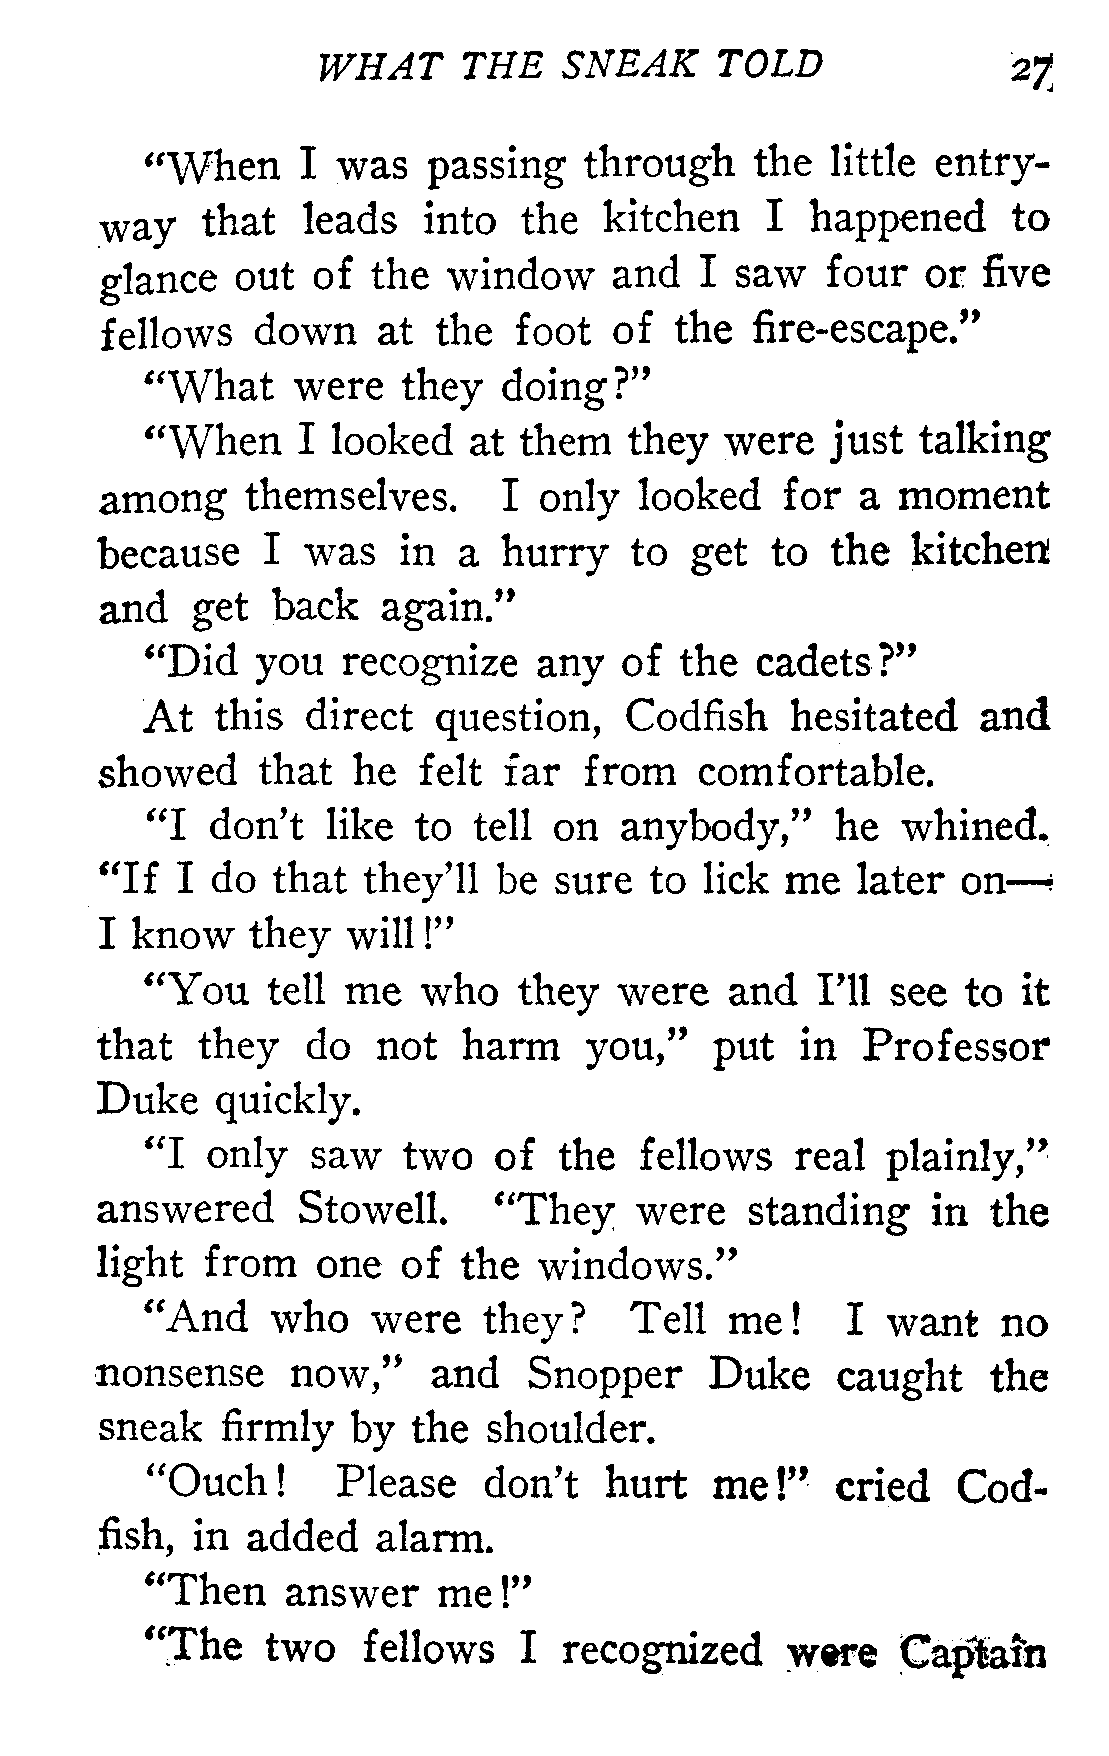 WHAT THE SNEAK TOLD 27
"When I was passing through the little entry-
way that leads into the kitchen I happened to
glance out of the window and I saw four or five
fellows down at the foot of the fire-escape."
"What were they doing?"
"When I looked at them they were just talking
among themselves. I only looked for a moment
because I was in a hurry to get to the kitchen
and get back again."
"Did you recognize any of the cadets?"
At this direct question, Codfish hesitated and
showed that he felt far from comfortable.
"I don't like to tell on anybody," he whined.
"If I do that they'll be sure to lick me later on—
I know they will!"
"You tell me who they were and I'll see to it
that they do not harm you," put in Professor
Duke quickly.
"I only saw two of the fellows real plainly,"
answered Stowell. "They were standing in the
light from one of the windows."
"And who were they? Tell me! I want no
nonsense now," and Snopper Duke caught the
sneak firmly by the shoulder.
"Ouch! Please don't hurt me!" cried Cod-
fish, in added alarm.
"Then answer me!"
"The two fellows I recognized were Captain